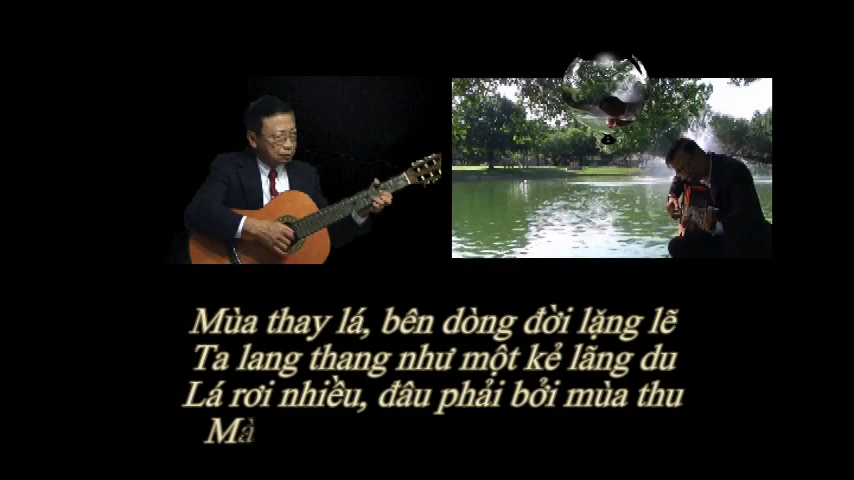 Mùa thay lá, bên dòng đời lặng lẽ
Ta lang thang như một kẻ lãng du
Lá rơi nhiều, đâu phải bởi mùa thu
Mà